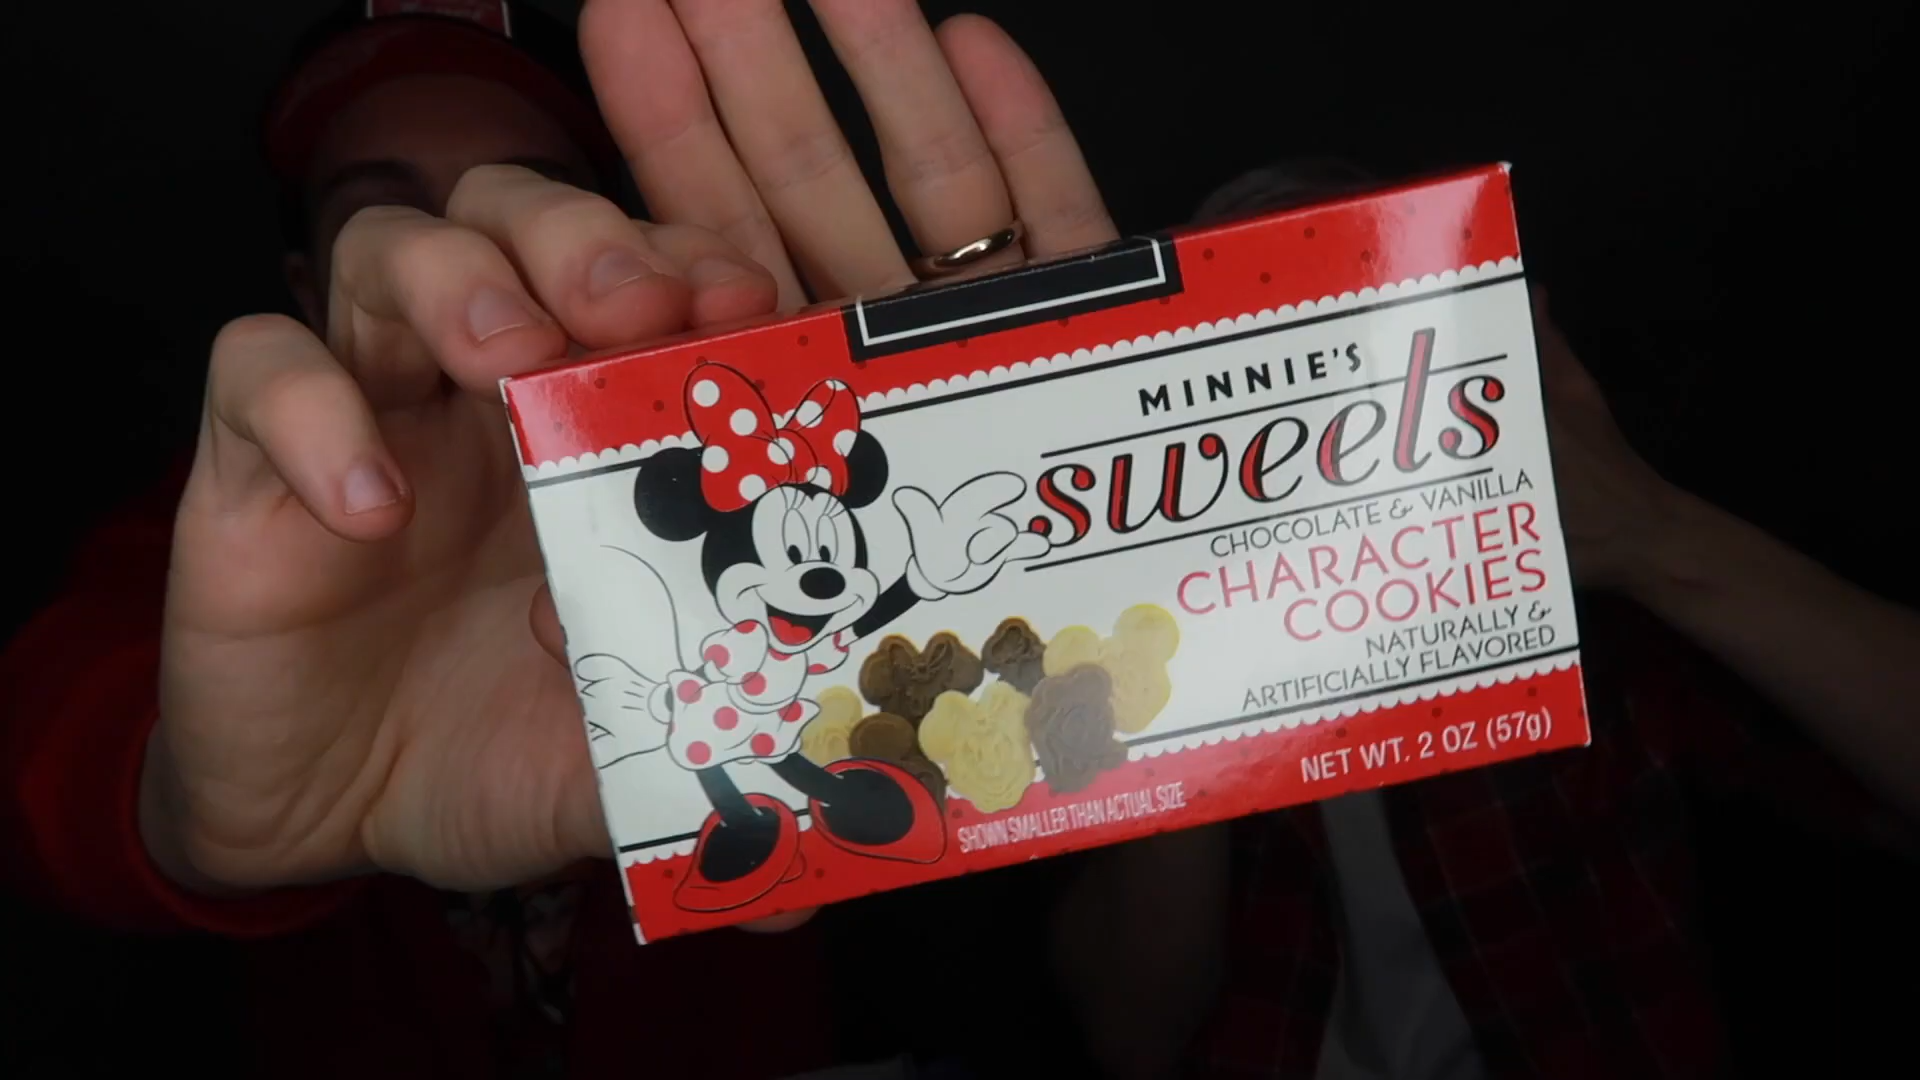 MINNIE'S
sweets
CHOCOLATE & VANILLA
CHARACTER
COOKIES
NATURALLY &
ARTIFICIALLY FLAVORED
NET WT. 2 OZ (57g)
SHOWN SMALLER THAN ACTUAL SIZE